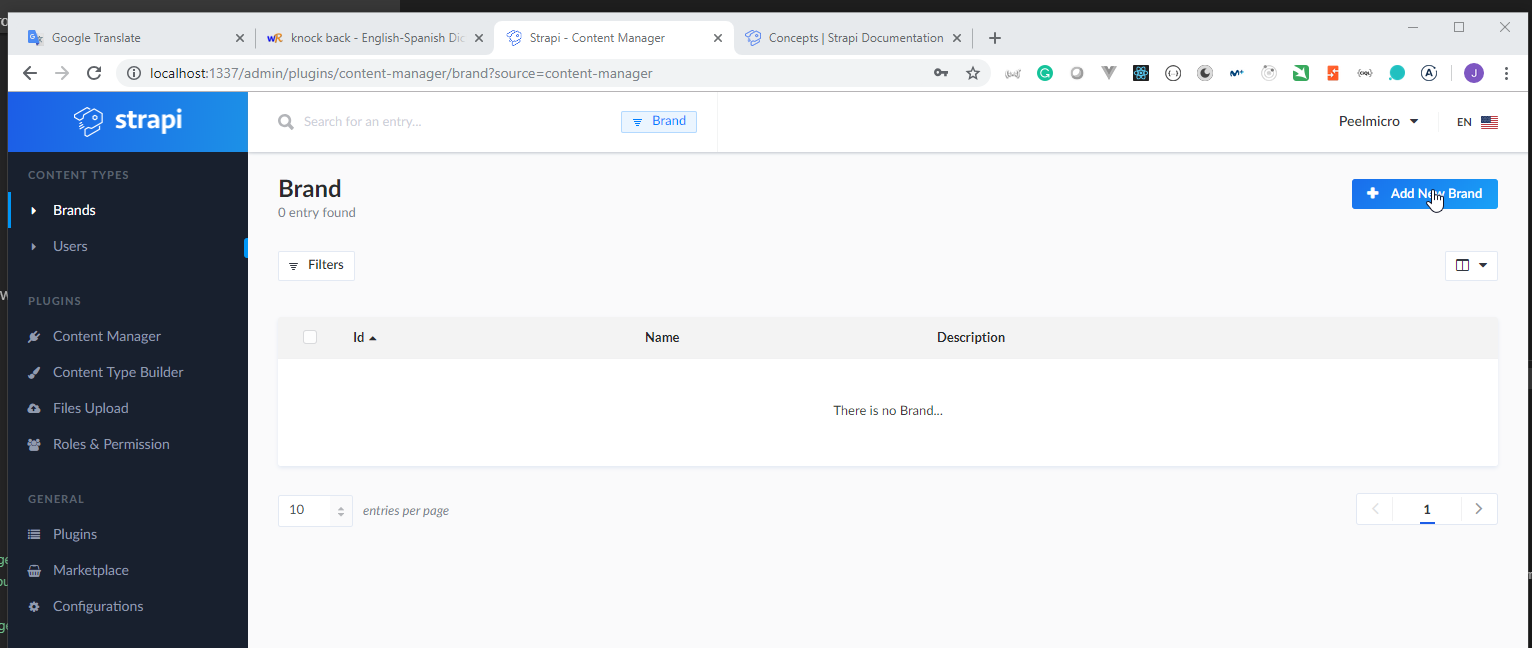 Google Translate
wR knock back - English-Spanish Dic
Strapi - Content Manager
Concepts | Strapi Documentation
localhost:1337/admin/plugins/content-manager/brand?source=content-manager
J
strapi
Search for an entry...
Brand
Peelmicro
EN
CONTENT TYPES
Brands
Users
PLUGINS
Content Manager
Content Type Builder
Files Upload
Roles & Permission
GENERAL
Plugins
Marketplace
Configurations
Brand
0 entry found
Add New Brand
Filters
Id Name Description
There is no Brand...
10 entries per page
1